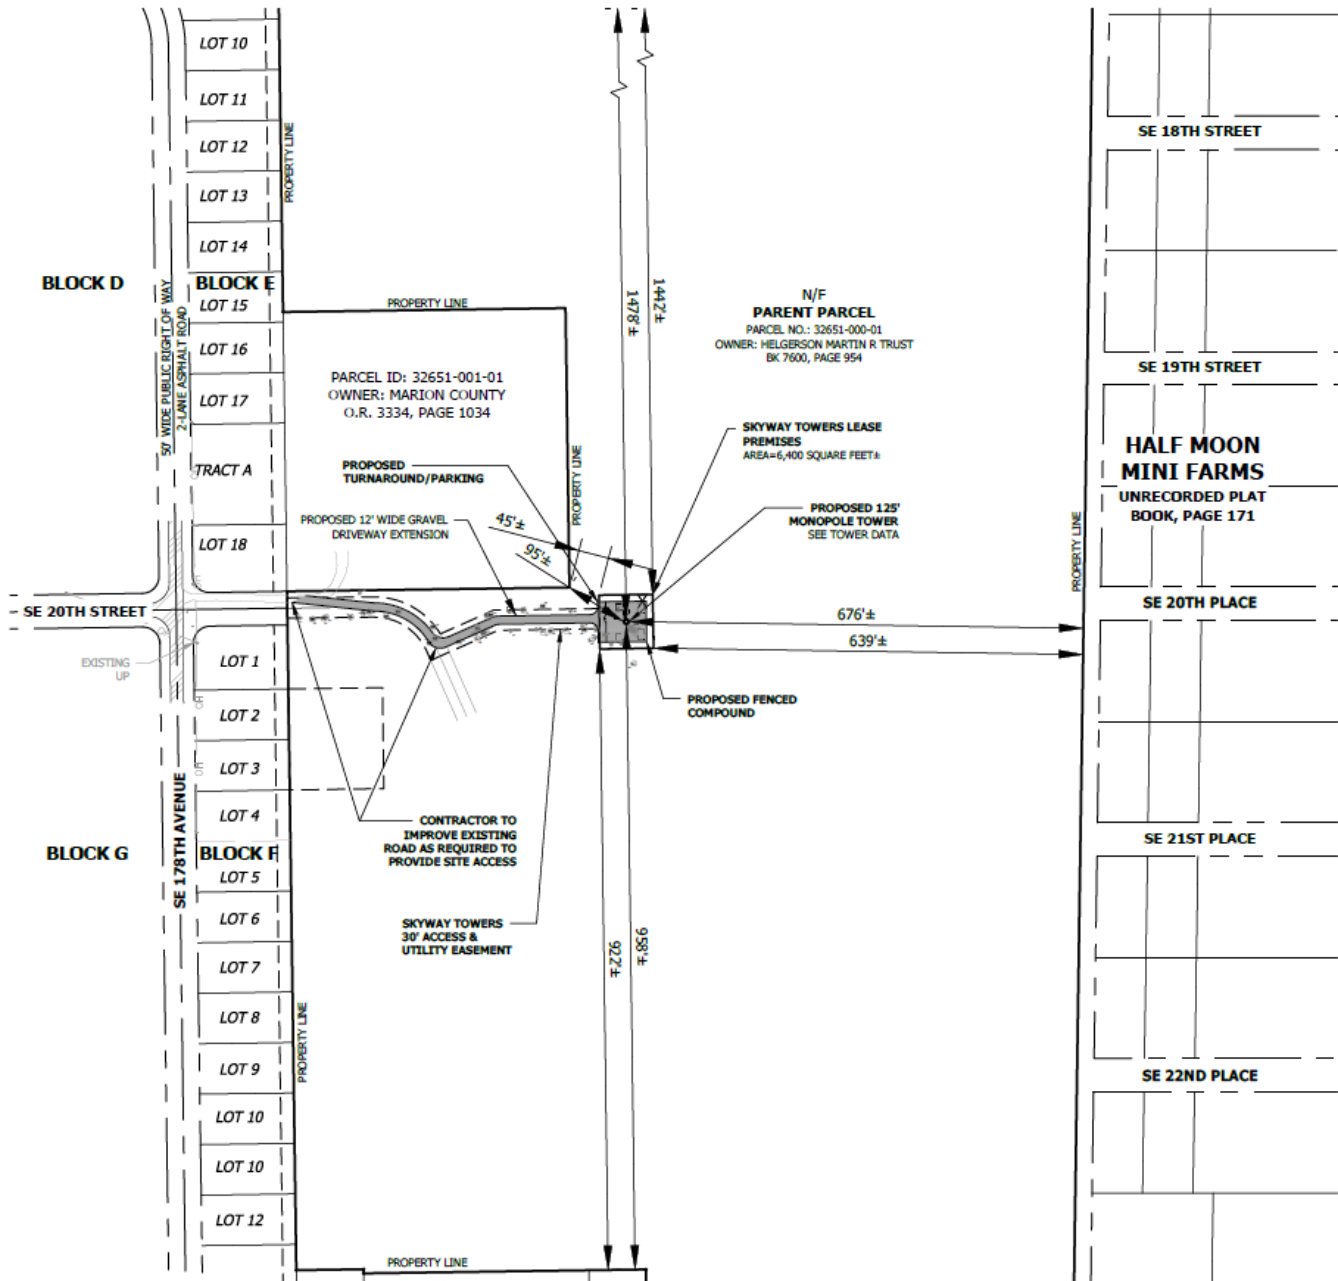 LOT 10
LOT 11
LOT 12
LOT 13
LOT 14
BLOCK D
BLOCK E
LOT 15
LOT 16
LOT 17
TRACT A
LOT 18
50' WIDE PUBLIC RIGHT OF WAY
2-LANE ASPHALT ROAD
PROPERTY LINE
PROPERTY LINE
PARCEL ID: 32651-001-01
OWNER: MARION COUNTY
O.R. 3334, PAGE 1034
PROPERTY LINE
PROPOSED
TURNAROUND/PARKING
PROPOSED 12' WIDE GRAVEL
DRIVEWAY EXTENSION
45'±
95'±
1478'±
1442'±
N/F
PARENT PARCEL
PARCEL NO.: 32651-000-01
OWNER: HELGERSON MARTIN R TRUST
BK 7600, PAGE 954
SKYWAY TOWERS LEASE
PREMISES
AREA=6,400 SQUARE FEET±
PROPOSED 125'
MONOPOLE TOWER
SEE TOWER DATA
PROPERTY LINE
SE 18TH STREET
SE 19TH STREET
HALF MOON
MINI FARMS
UNRECORDED PLAT
BOOK, PAGE 171
SE 20TH PLACE
SE 20TH STREET
676'±
639'±
EXISTING
UP
OH
OH
OH
LOT 1
LOT 2
LOT 3
LOT 4
PROPOSED FENCED
COMPOUND
CONTRACTOR TO
IMPROVE EXISTING
ROAD AS REQUIRED TO
PROVIDE SITE ACCESS
SE 21ST PLACE
SE 178TH AVENUE
BLOCK G
BLOCK F
LOT 5
LOT 6
LOT 7
LOT 8
LOT 9
LOT 10
LOT 10
LOT 12
SKYWAY TOWERS
30' ACCESS &
UTILITY EASEMENT
922'±
958'±
PROPERTY LINE
SE 22ND PLACE
PROPERTY LINE